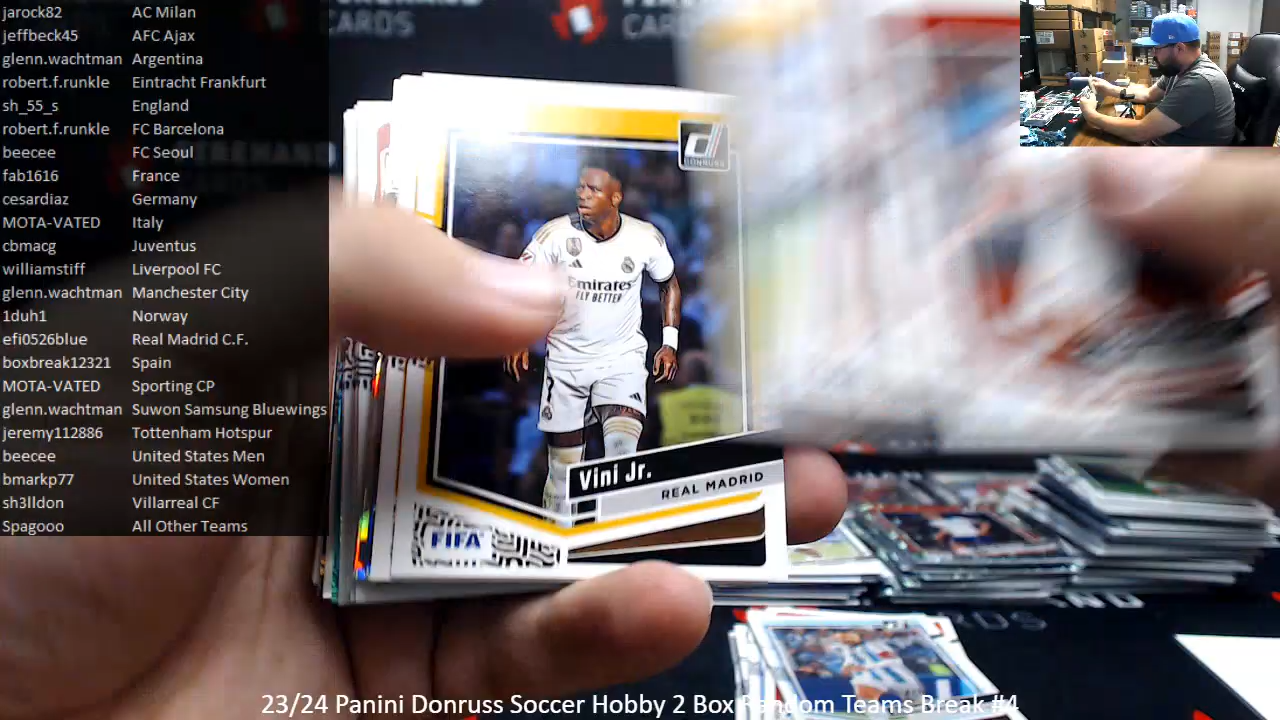 jarock82 AC Milan
jeffbeck45 AFC Ajax
glenn.wachtman Argentina
robert.f.runkle Eintracht Frankfurt
sh_55_s England
robert.f.runkle FC Barcelona
beecee FC Seoul
fab1616 France
cesardiaz Germany
MOTA-VATED Italy
cbmacg Juventus
williamstiff Liverpool FC
glenn.wachtman Manchester City
1duh1 Norway
efi0526blue Real Madrid C.F.
boxbreak12321 Spain
MOTA-VATED Sporting CP
glenn.wachtman Suwon Samsung Bluewings
jeremy112886 Tottenham Hotspur
beecee United States Men
bmarkp77 United States Women
sh3lldon Villarreal CF
Spagooo All Other Teams
CARDS
CARDS
DONRUSS
Emirates
FLY BETTER
Vini Jr.
REAL MADRID
FIFA
23/24 Panini Donruss Soccer Hobby 2 Box Random Teams Break #4